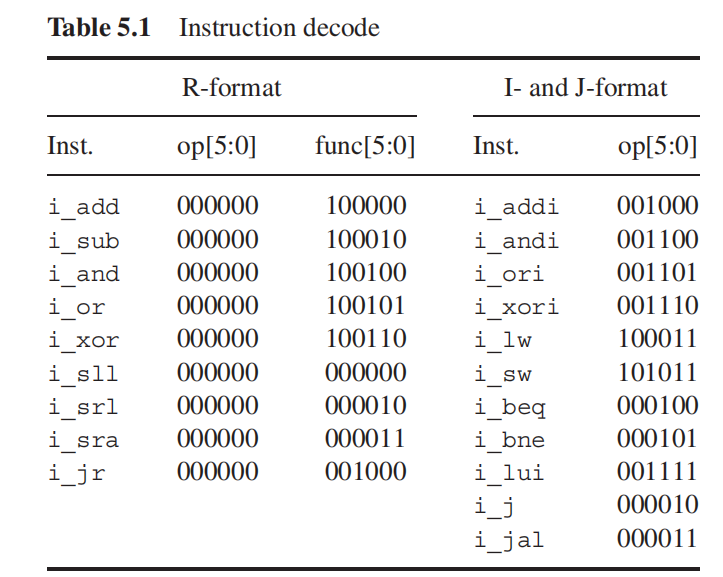 Table 5.1 Instruction decode
R-format I- and J-format
Inst. op[5:0] func[5:0] Inst. op[5:0]
i_add 000000 100000 i_addi 001000
i_sub 000000 100010 i_andi 001100
i_and 000000 100100 i_ori 001101
i_or 000000 100101 i_xori 001110
i_xor 000000 100110 i_lw 100011
i_sll 000000 000000 i_sw 101011
i_srl 000000 000010 i_beq 000100
i_sra 000000 000011 i_bne 000101
i_jr 000000 001000 i_lui 001111
i_j 000010
i_jal 000011